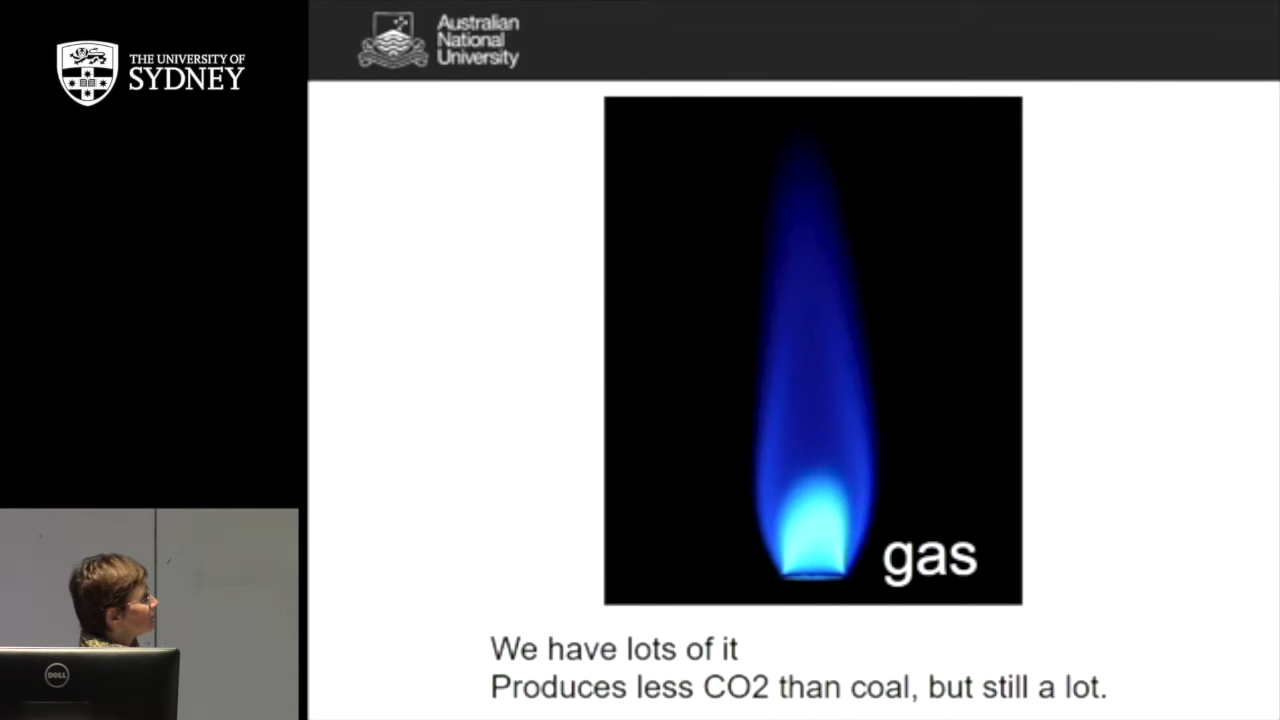 THE UNIVERSITY OF
SYDNEY
Australian
National
University
gas
We have lots of it
Produces less CO2 than coal, but still a lot.
DELL